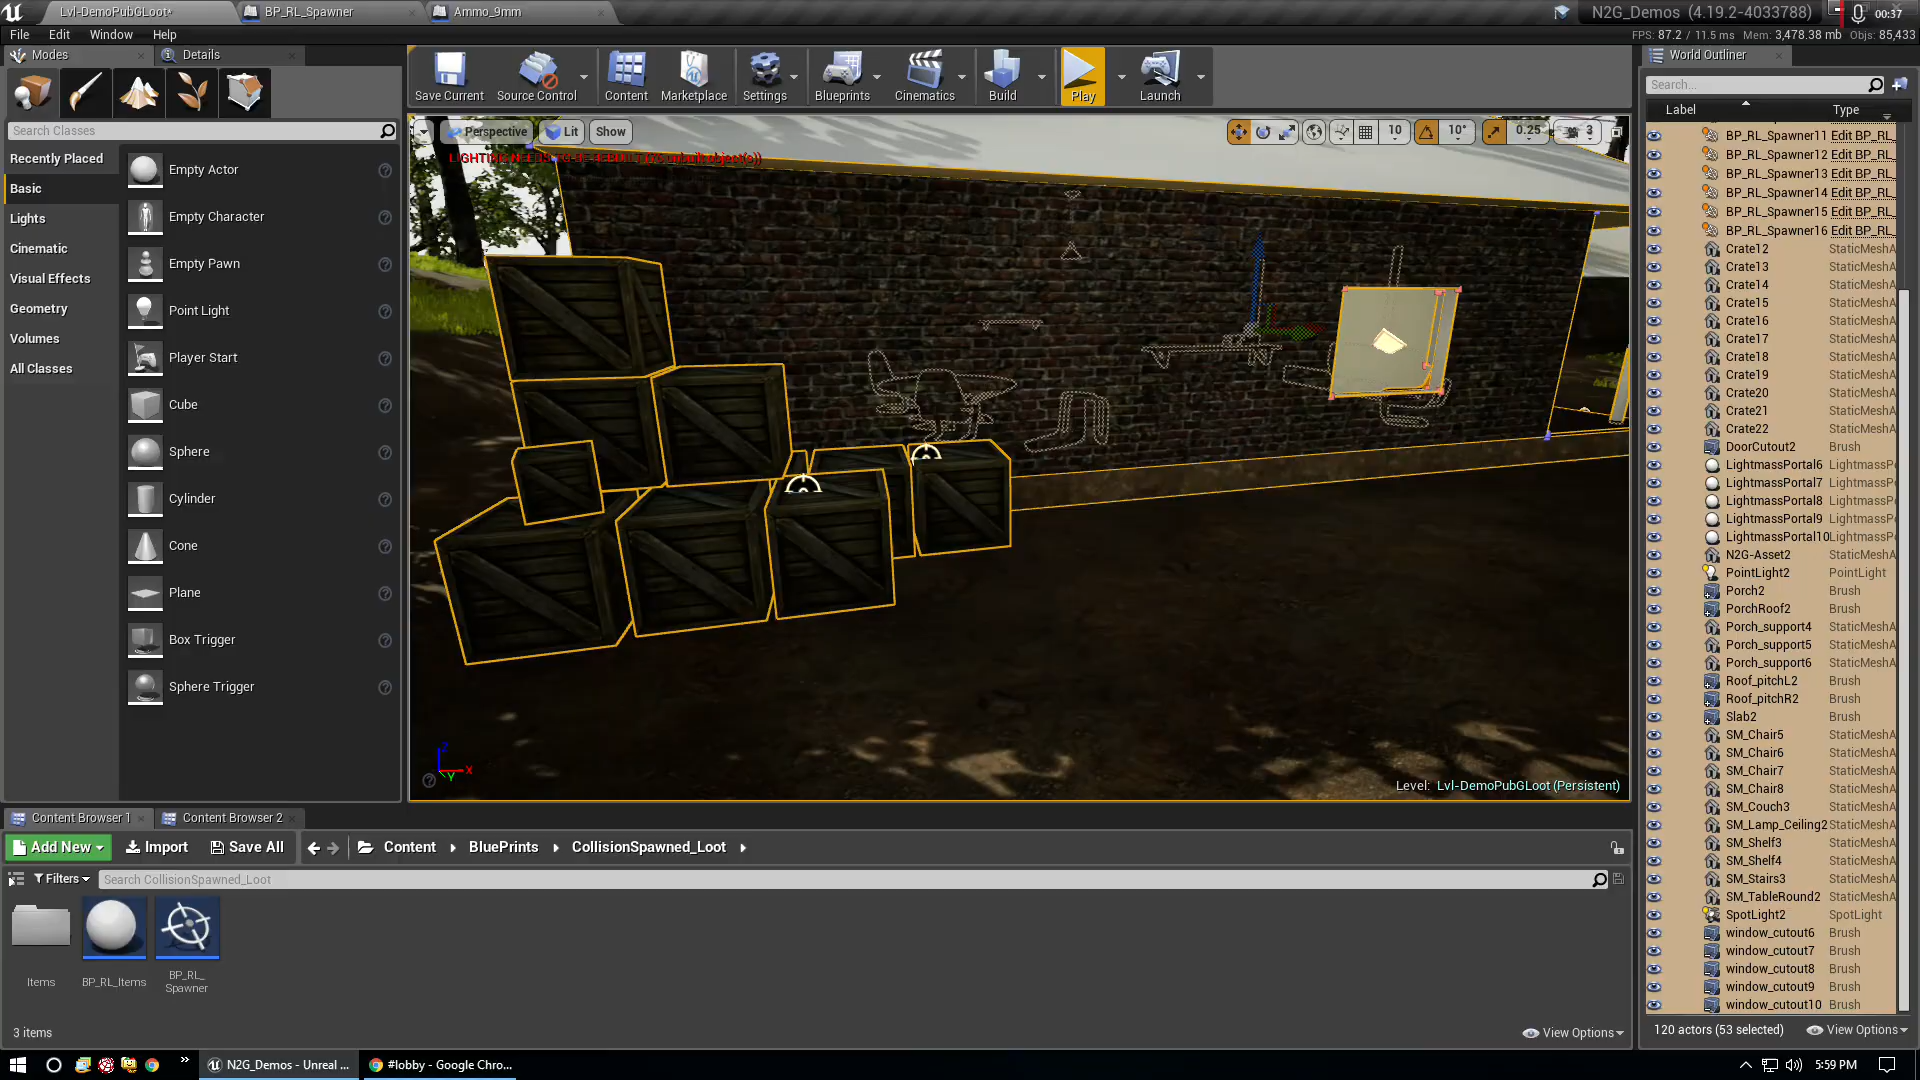 Lvl-DemoPubGLoot*
BP_RL_Spawner
Ammo_9mm
N2G_Demos (4.19.2-4033788)
00:37
File
Edit
Window
Help
FPS: 87.2 / 11.5 ms
Mem: 3,478.38 mb
Objs: 85,433
Modes
Details
World Outliner
Save Current
Source Control
Content
Marketplace
Settings
Blueprints
Cinematics
Build
Play
Launch
Search...
Label
Type
Search Classes
Recently Placed
Basic
Lights
Cinematic
Visual Effects
Geometry
Volumes
All Classes
Empty Actor
Empty Character
Empty Pawn
Point Light
Player Start
Cube
Sphere
Cylinder
Cone
Plane
Box Trigger
Sphere Trigger
Perspective
Lit
Show
10
10°
0.25
3
LIGHTING NEEDS TO BE REBUILT
X
Y
Z
Level: Lvl-DemoPubGLoot (Persistent)
BP_RL_Spawner11 Edit BP_RL_
BP_RL_Spawner12 Edit BP_RL_
BP_RL_Spawner13 Edit BP_RL_
BP_RL_Spawner14 Edit BP_RL_
BP_RL_Spawner15 Edit BP_RL_
BP_RL_Spawner16 Edit BP_RL_
Crate12 StaticMeshA
Crate13 StaticMeshA
Crate14 StaticMeshA
Crate15 StaticMeshA
Crate16 StaticMeshA
Crate17 StaticMeshA
Crate18 StaticMeshA
Crate19 StaticMeshA
Crate20 StaticMeshA
Crate21 StaticMeshA
Crate22 StaticMeshA
DoorCutout2 Brush
LightmassPortal6 LightmassPo
LightmassPortal7 LightmassPo
LightmassPortal8 LightmassPo
LightmassPortal9 LightmassPo
LightmassPortal10 LightmassPo
N2G-Asset2 StaticMeshA
PointLight2 PointLight
Porch2 Brush
PorchRoof2 Brush
Porch_support4 StaticMeshA
Porch_support5 StaticMeshA
Porch_support6 StaticMeshA
Roof_pitchL2 Brush
Roof_pitchR2 Brush
Slab2 Brush
SM_Chair5 StaticMeshA
SM_Chair6 StaticMeshA
SM_Chair7 StaticMeshA
SM_Chair8 StaticMeshA
SM_Couch3 StaticMeshA
SM_Lamp_Ceiling2 StaticMeshA
SM_Shelf3 StaticMeshA
SM_Shelf4 StaticMeshA
SM_Stairs3 StaticMeshA
SM_TableRound2 StaticMeshA
SpotLight2 SpotLight
window_cutout6 Brush
window_cutout7 Brush
window_cutout8 Brush
window_cutout9 Brush
window_cutout10 Brush
120 actors (53 selected)
View Options
Content Browser 1
Content Browser 2
Add New
Import
Save All
Content
BluePrints
CollisionSpawned_Loot
Filters
Search CollisionSpawned_Loot
Items
BP_RL_Items
BP_RL_
Spawner
3 items
View Options
N2G_Demos - Unreal ...
#lobby - Google Chro...
5:59 PM